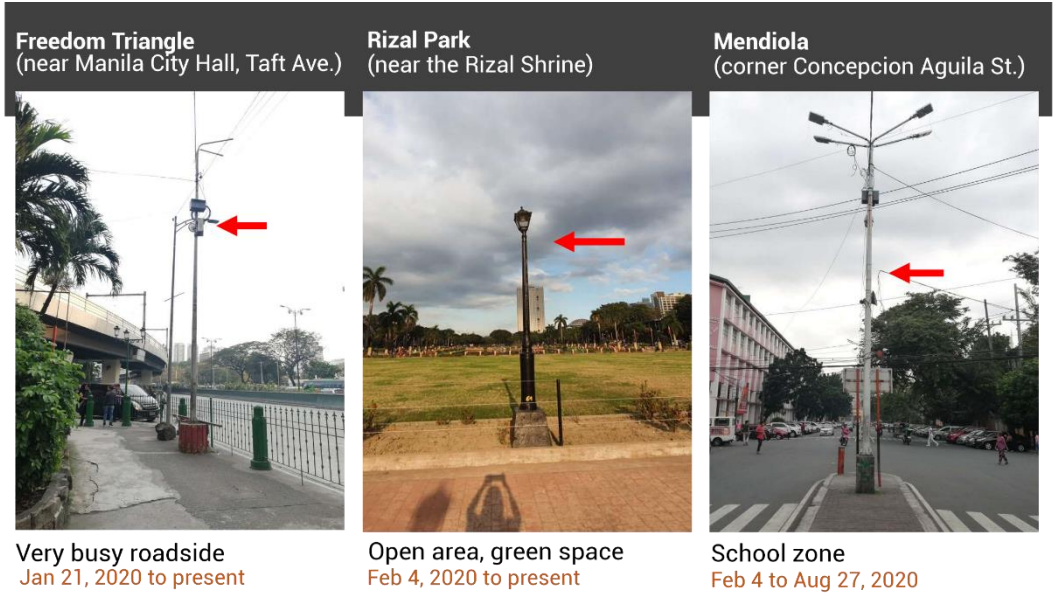 Freedom Triangle
(near Manila City Hall, Taft Ave.)
Very busy roadside
Jan 21, 2020 to present
Rizal Park
(near the Rizal Shrine)
Open area, green space
Feb 4, 2020 to present
Mendiola
(corner Concepcion Aguila St.)
School zone
Feb 4 to Aug 27, 2020